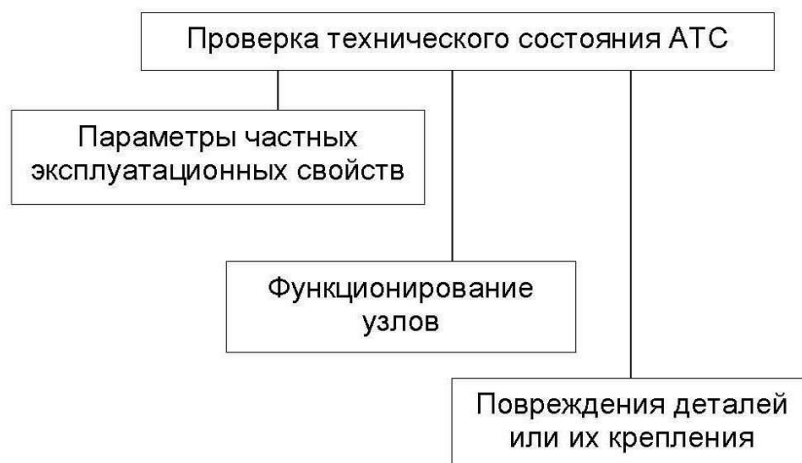 Проверка технического состояния АТС
Параметры частных
эксплуатационных свойств
Функционирование
узлов
Повреждения деталей
или их крепления